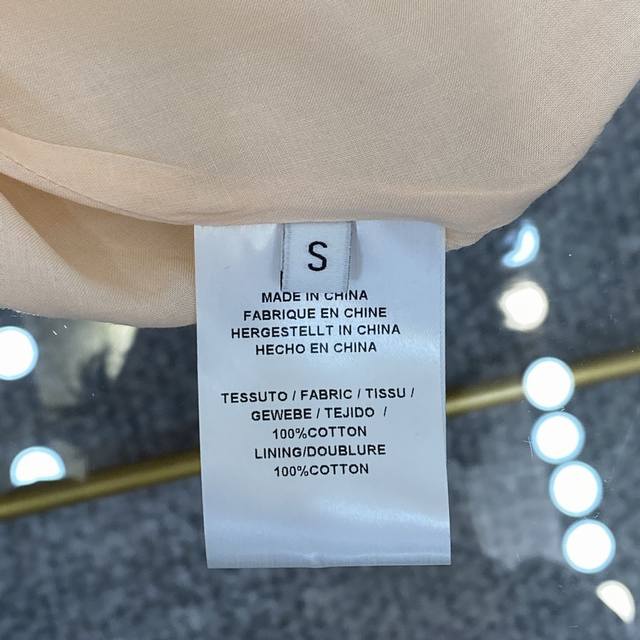 S
MADE IN CHINA
FABRIQUE EN CHINE
HERGESTELLT IN CHINA
HECHO EN CHINA
TESSUTO / FABRIC / TISSU /
GEWEBE / TEJIDO /
100%COTTON
LINING/DOUBLURE
100%COTTON